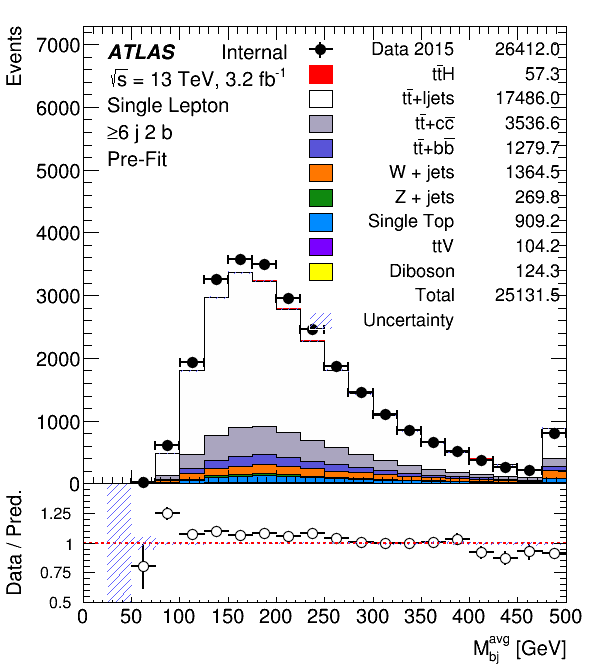 Events
7000
6000
5000
4000
3000
2000
1000
0
ATLAS Internal
√s = 13 TeV, 3.2 fb⁻¹
Single Lepton
≥6 j 2 b
Pre-Fit
Data 2015 26412.0
tt̄H 57.3
tt̄+ljets 17486.0
tt̄+cc̄ 3536.6
tt̄+bb̄ 1279.7
W + jets 1364.5
Z + jets 269.8
Single Top 909.2
ttV 104.2
Diboson 124.3
Total 25131.5
Uncertainty
Data / Pred.
1.25
1
0.75
0.5
0 50 100 150 200 250 300 350 400 450 500
M_bj^avg [GeV]